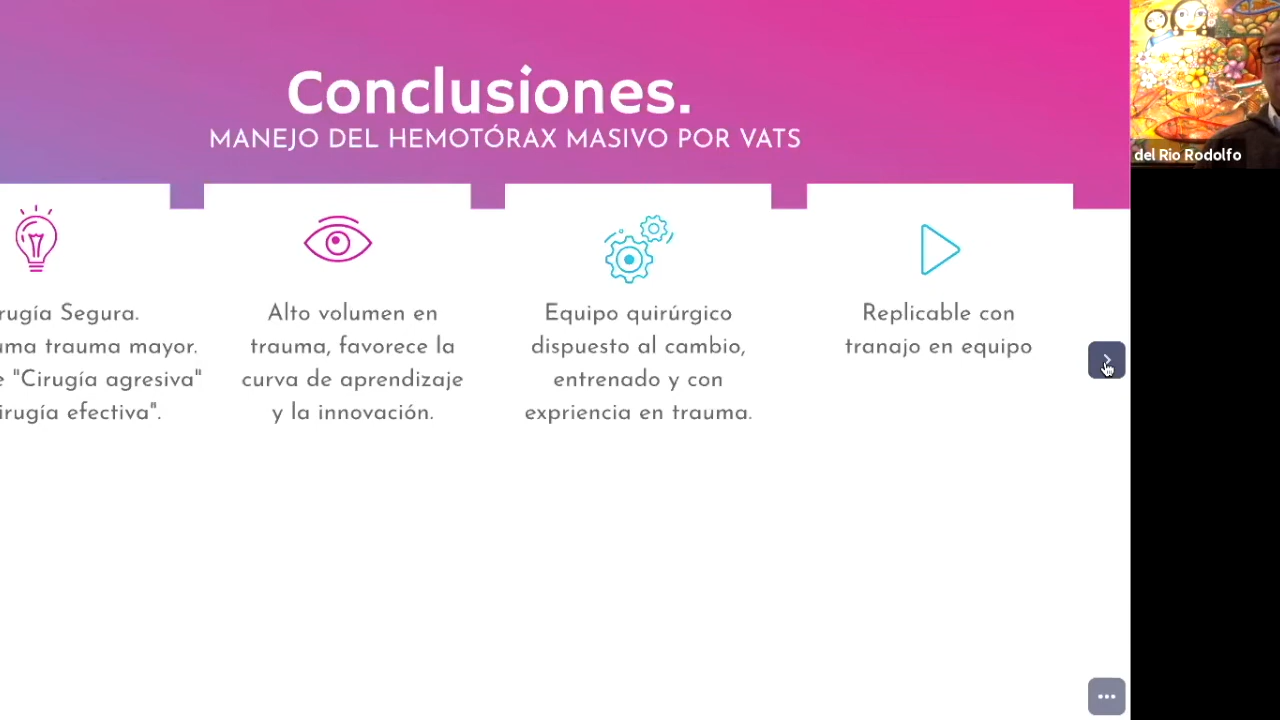 Conclusiones.
MANEJO DEL HEMOTÓRAX MASIVO POR VATS
rugía Segura.
uma trauma mayor.
e "Cirugía agresiva"
irugía efectiva".
Alto volumen en
trauma, favorece la
curva de aprendizaje
y la innovación.
Equipo quirúrgico
dispuesto al cambio,
entrenado y con
expriencia en trauma.
Replicable con
tranajo en equipo
del Rio Rodolfo